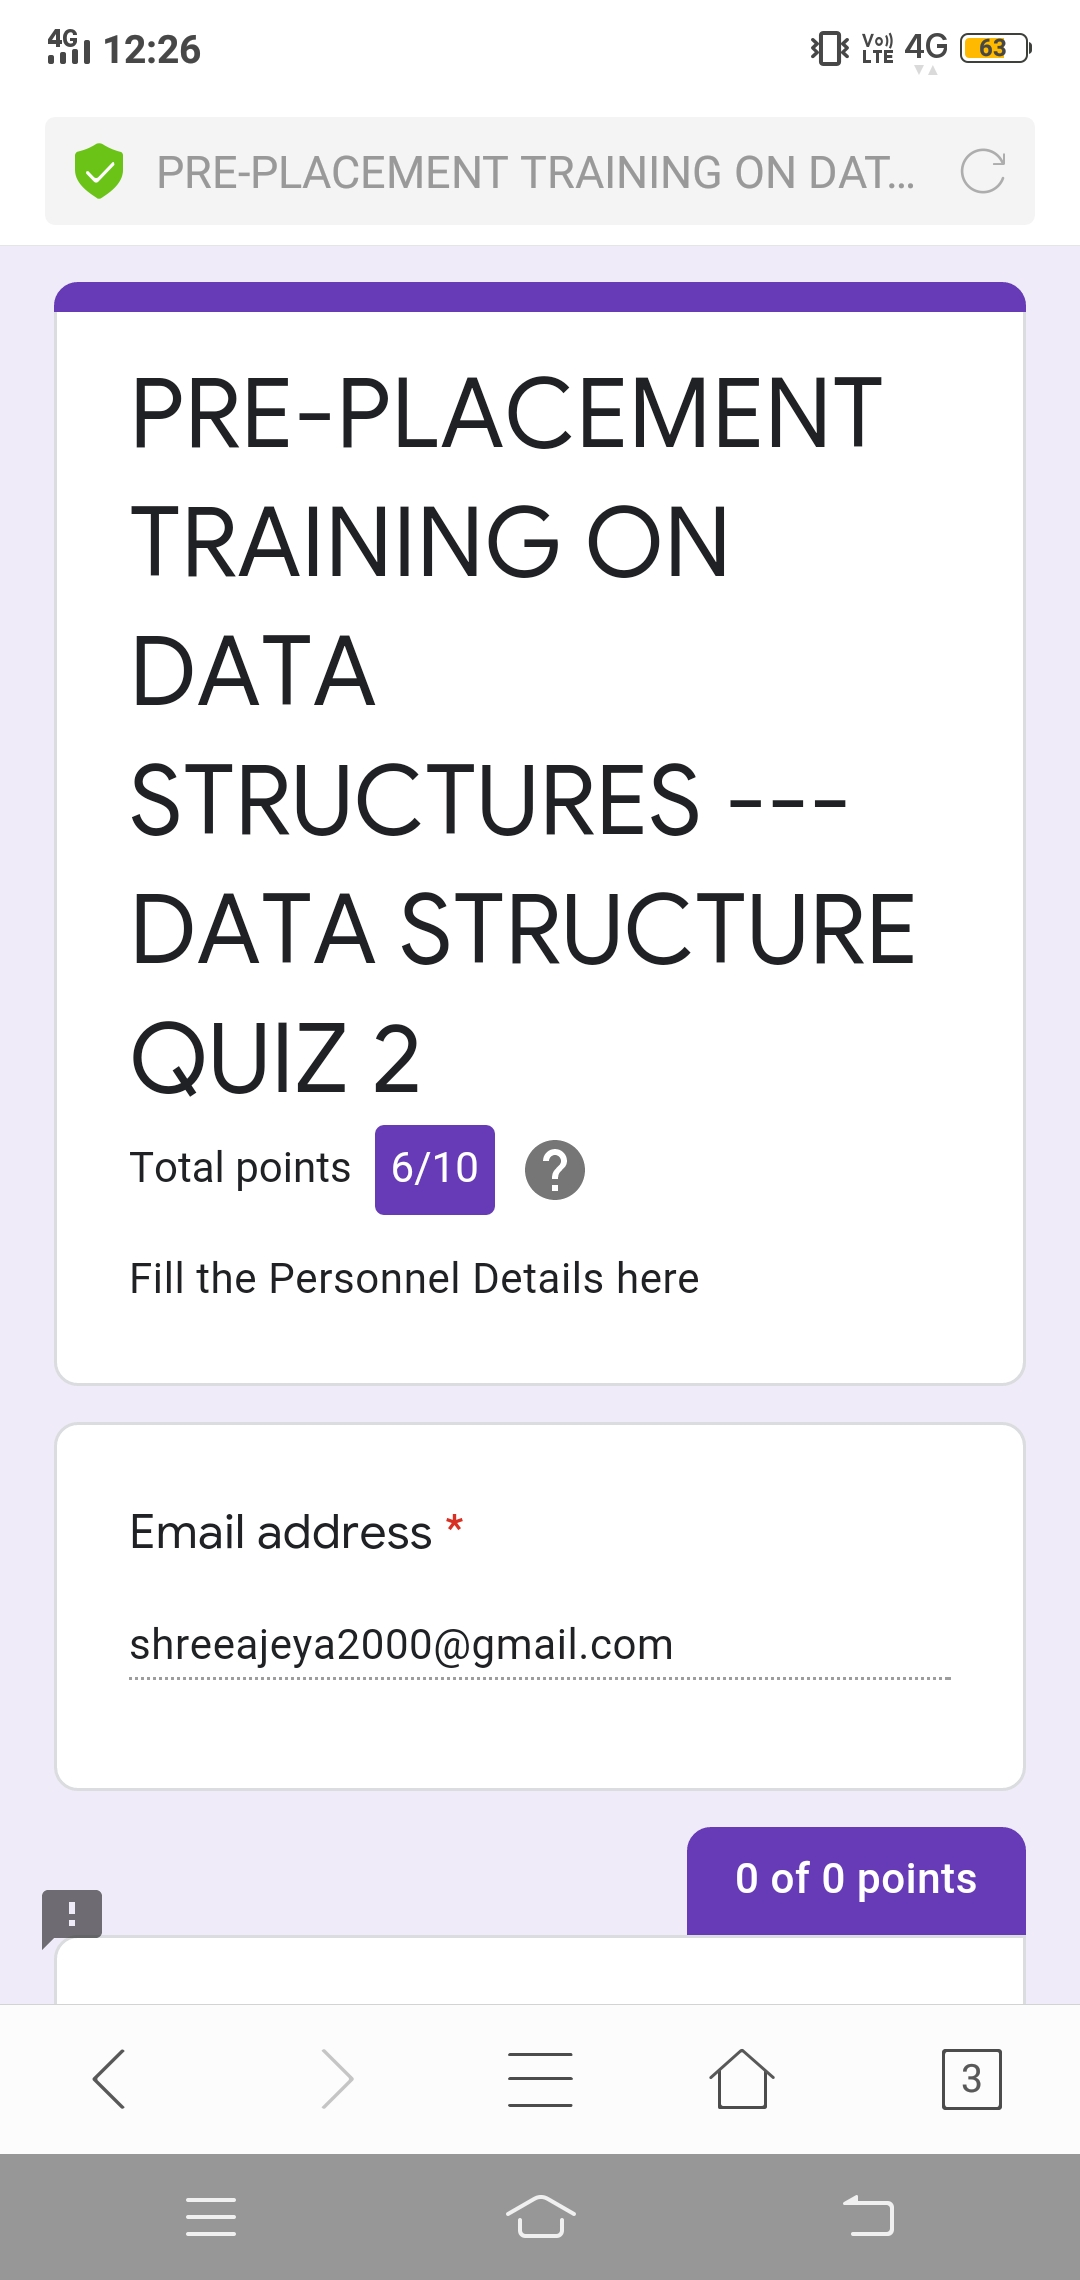 4G 12:26 Vo)) LTE 4G 63
PRE-PLACEMENT TRAINING ON DAT...
PRE-PLACEMENT
TRAINING ON
DATA
STRUCTURES ---
DATA STRUCTURE
QUIZ 2
Total points 6/10 ?
Fill the Personnel Details here
Email address *
shreeajeya2000@gmail.com
0 of 0 points
!
3